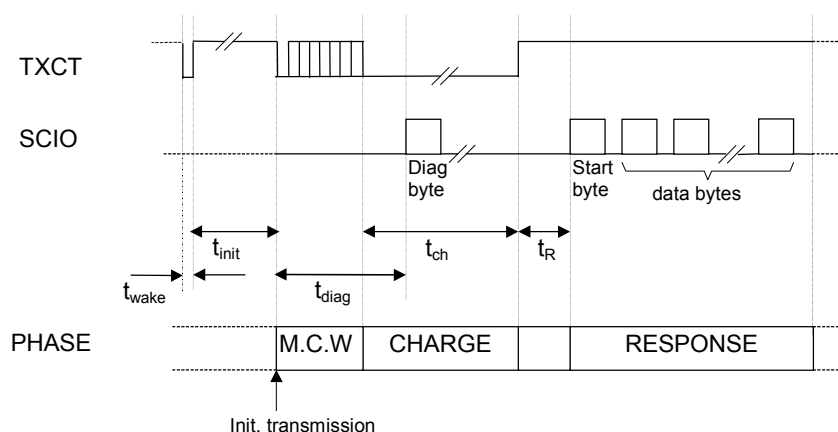 TXCT
SCIO
Diag
byte
Start
byte
data bytes
tinit
tch
tR
twake
tdiag
PHASE
M.C.W
CHARGE
RESPONSE
Init. transmission